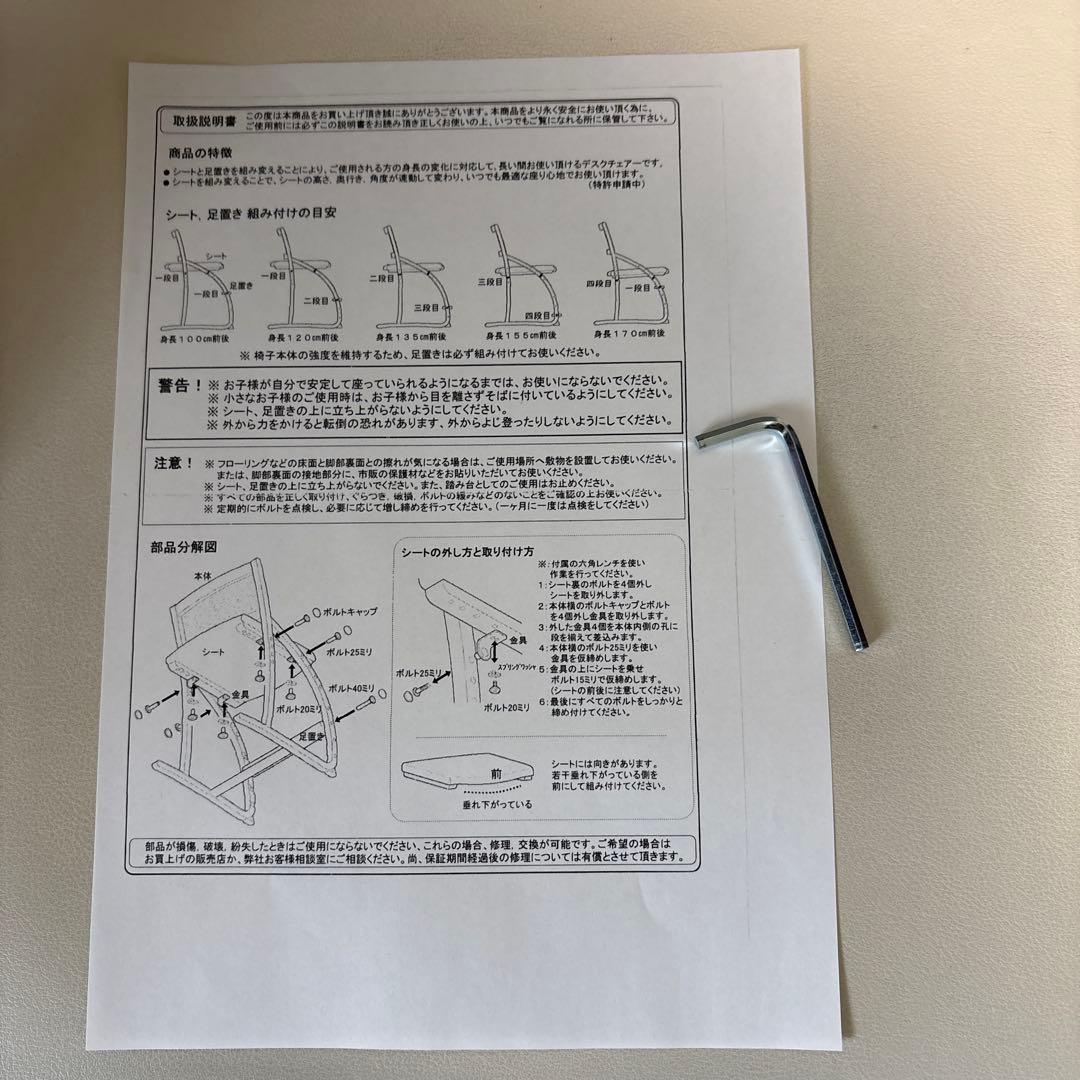 取扱説明書
この度は本商品をお買い上げ頂き誠にありがとうございます。本商品をより永く安全にお使い頂く為に。
ご使用前には必ずこの説明書をお読み頂き正しくお使いの上、いつでもご覧になれる所に保管して下さい。
商品の特徴
● シートと足置きを組み変えることにより、ご使用される方の身長の変化に対応して、長い間お使い頂けるデスクチェアーです。
● シートを組み変えることで、シートの高さ、奥行き、角度が連動して変わり、いつでも最適な座り心地でお使い頂けます。
(特許申請中)
シート、足置き 組み付けの目安
シート
足置き
一段目
一段目
身長100cm前後
一段目
二段目
身長120cm前後
二段目
三段目
身長135cm前後
三段目
四段目
身長155cm前後
四段目
一段目
身長170cm前後
※ 椅子本体の強度を維持するため、足置きは必ず組み付けてお使いください。
警告！
※ お子様が自分で安定して座っていられるようになるまでは、お使いにならないでください。
※ 小さなお子様のご使用時は、お子様から目を離さずそばに付いているようにしてください。
※ シート、足置きの上に立ち上がらないようにしてください。
※ 外から力をかけると転倒の恐れがあります、外からよじ登ったりしないようにしてください。
注意！
※ フローリングなどの床面と脚部裏面との擦れが気になる場合は、ご使用場所へ敷物を設置してお使いください。
または、脚部裏面の接地部分に、市販の保護材などをお貼りいただいてお使いください。
※ シート、足置きの上に立ち上がらないでください。また、踏み台としてのご使用はお止めください。
※ すべての部品を正しく取り付け、ぐらつき、破損、ボルトの緩みなどのないことをご確認の上お使いください。
※ 定期的にボルトを点検し、必要に応じて増し締めを行ってください。（一ヶ月に一度は点検をしてください）
部品分解図
本体
ボルトキャップ
シート
ボルト25ミリ
金具
ボルト40ミリ
ボルト20ミリ
足置き
シートの外し方と取り付け方
金具
スプリングワッシャ
ボルト25ミリ
ボルト20ミリ
※:付属の六角レンチを使い
作業を行ってください。
1:シート裏のボルトを4個外し
シートを取り外します。
2:本体横のボルトキャップとボルト
を4個外し金具を取り外します。
3:外した金具4個を本体内側の孔に
段を揃えて差込みます。
4:本体横のボルト25ミリを使い
金具を仮締めします。
5:金具の上にシートを乗せ
ボルト15ミリで仮締めします。
(シートの前後に注意してください)
6:最後にすべてのボルトをしっかりと
締め付けてください。
前
垂れ下がっている
シートには向きがあります。
若干垂れ下がっている側を
前にして組み付けてください。
部品が損傷、破壊、紛失したときはご使用にならないでください、これらの場合、修理、交換が可能です。ご希望の場合は
お買上げの販売店か、弊社お客様相談室にご相談ください。尚、保証期間経過後の修理については有償とさせて頂きます。